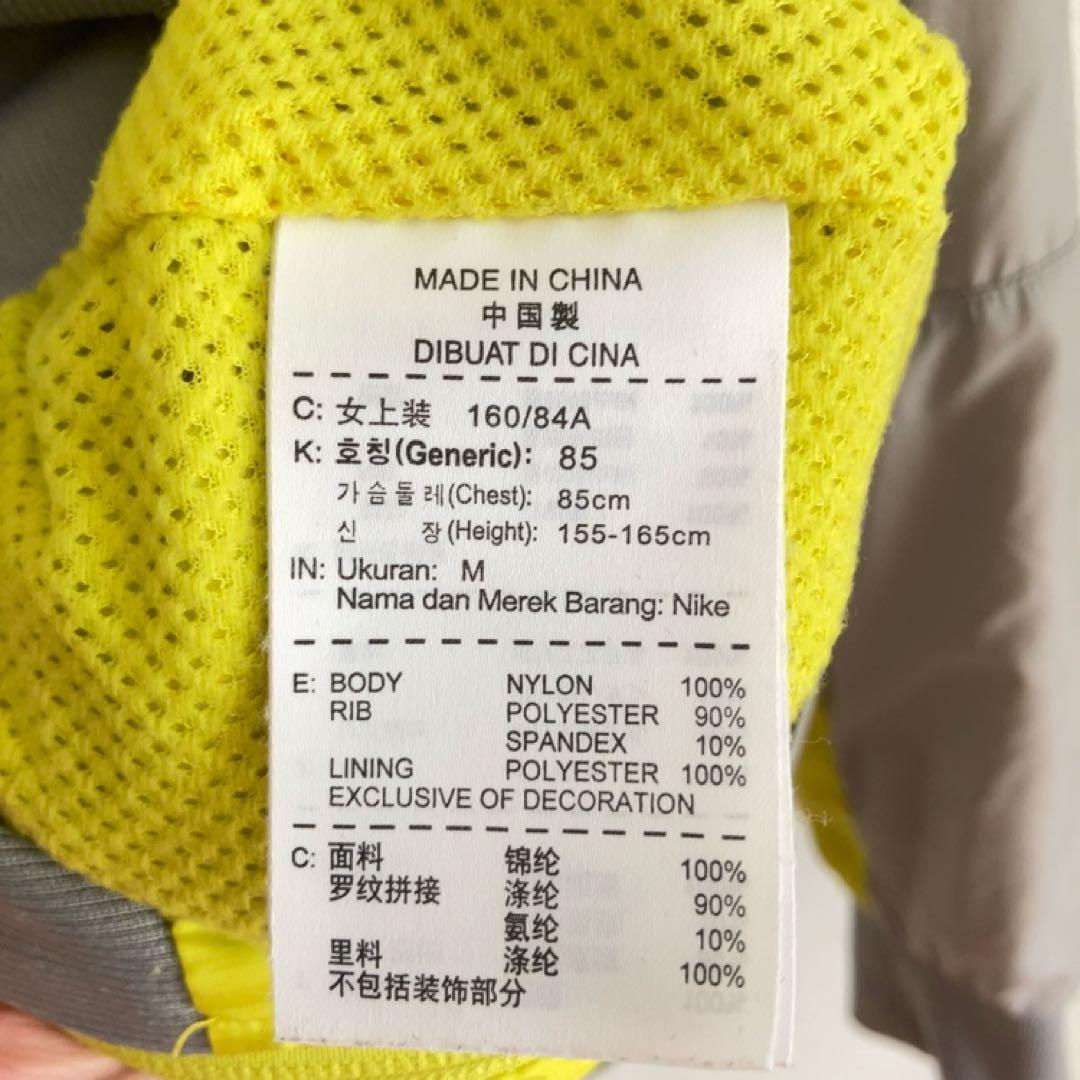 MADE IN CHINA
中国製
DIBUAT DI CINA
C: 女上装 160/84A
K: 호칭(Generic): 85
가슴둘레(Chest): 85cm
신 장(Height): 155-165cm
IN: Ukuran: M
Nama dan Merek Barang: Nike
E: BODY NYLON 100%
RIB POLYESTER 90%
SPANDEX 10%
LINING POLYESTER 100%
EXCLUSIVE OF DECORATION
C: 面料 锦纶 100%
罗纹拼接 涤纶 90%
氨纶 10%
里料 涤纶 100%
不包括装饰部分